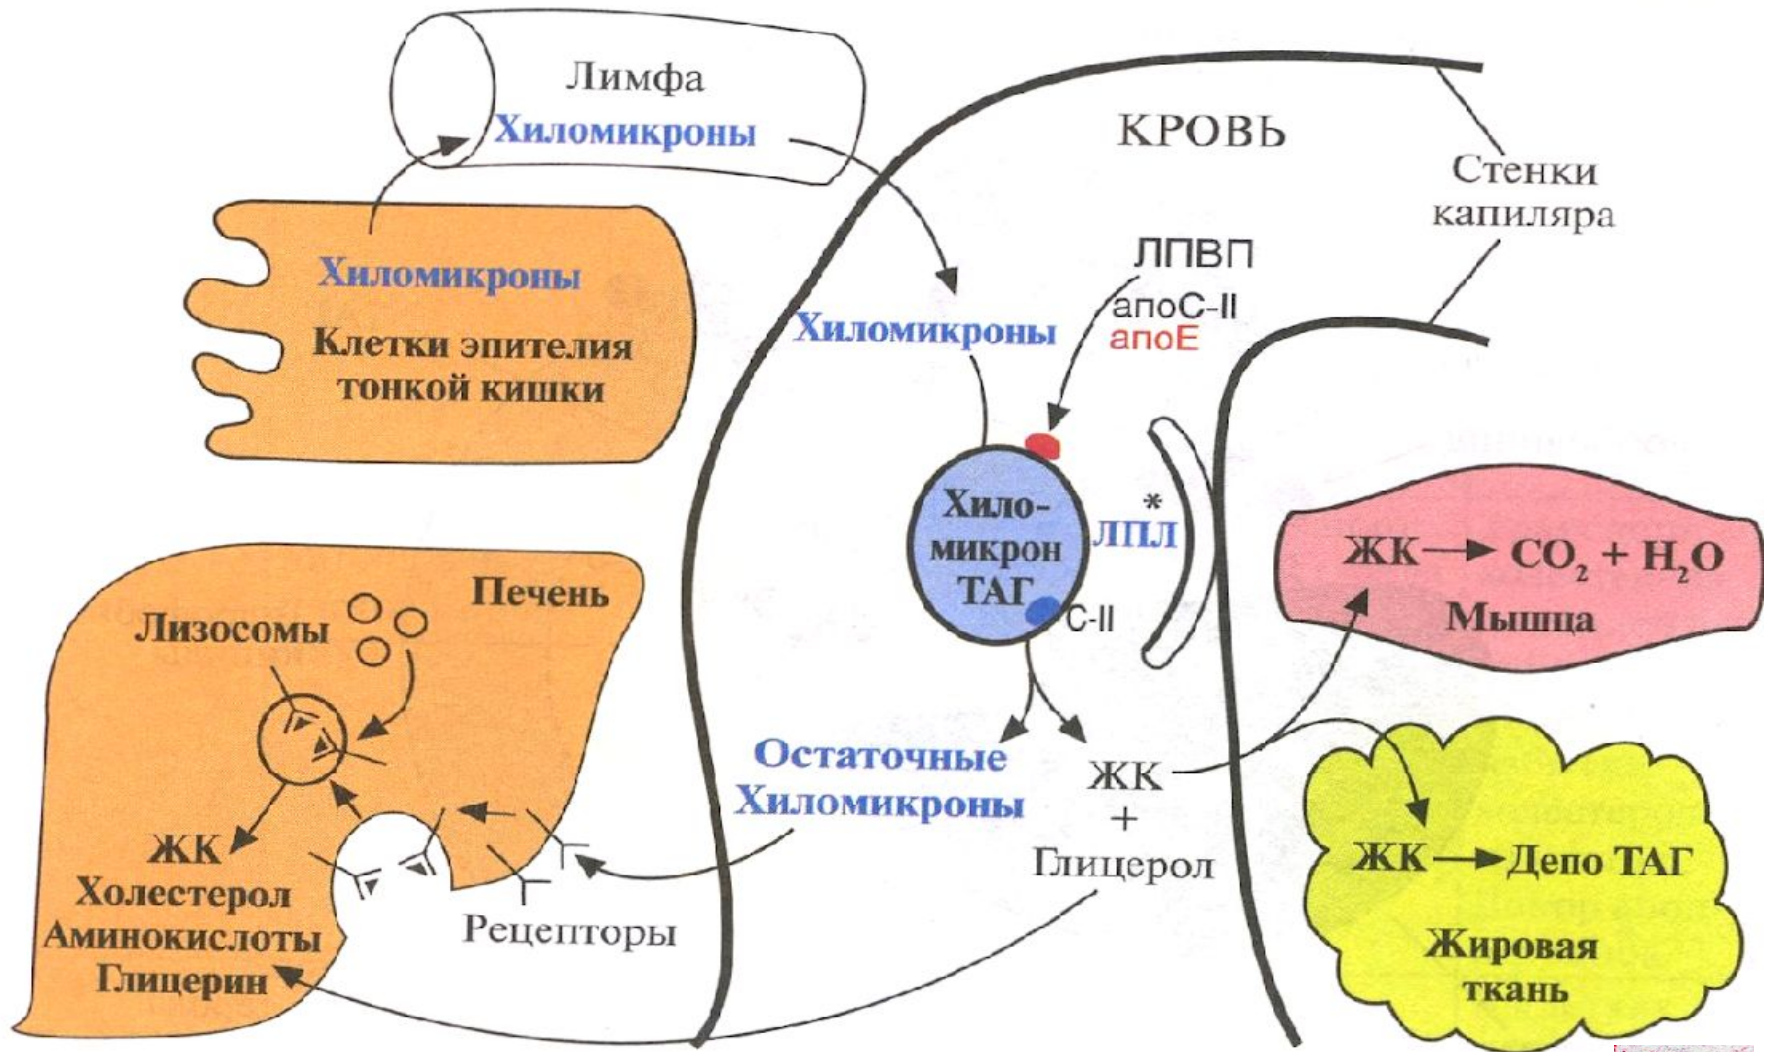 Лимфа
Хиломикроны
КРОВЬ
Стенки
капиляра
Хиломикроны
Клетки эпителия
тонкой кишки
ЛПВП
апоС-II
апоЕ
Хиломикроны
Хило-
микрон
ТАГ
*
ЛПЛ
С-II
ЖК → CO₂ + H₂O
Мышца
Печень
Лизосомы
Остаточные
Хиломикроны
ЖК
+
Глицерол
ЖК
Холестерол
Аминокислоты
Глицерин
Рецепторы
ЖК → Депо ТАГ
Жировая
ткань